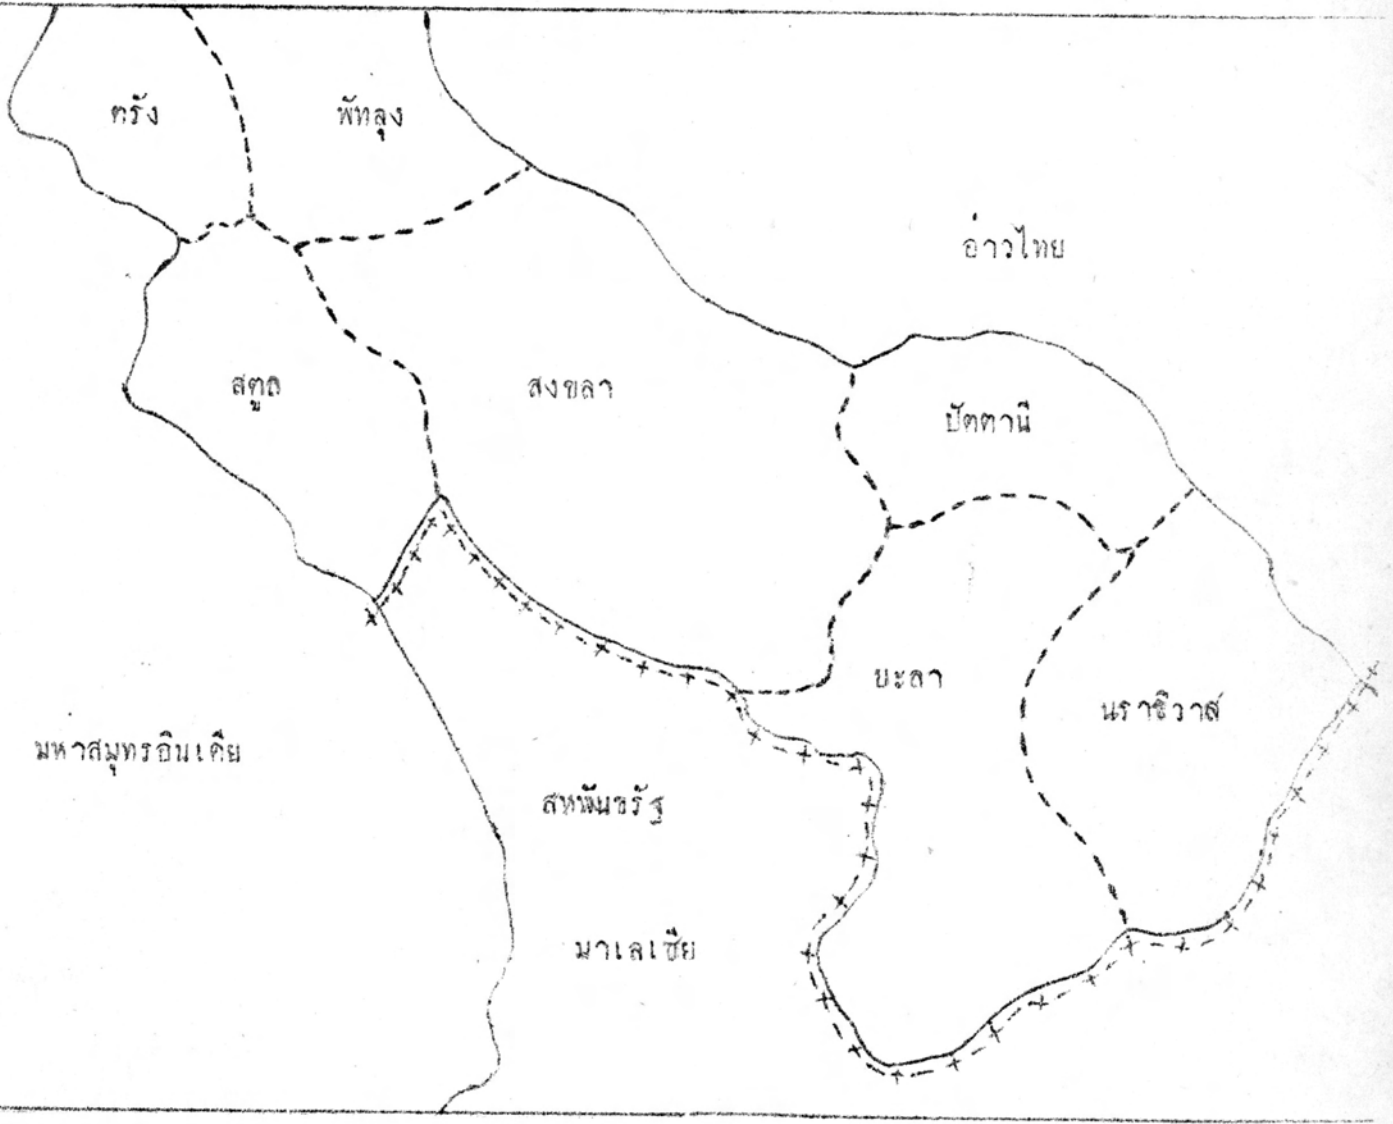 ตรัง
พัทลุง
อ่าวไทย
สตูล
สงขลา
ปัตตานี
ยะลา
นราธิวาส
มหาสมุทรอินเดีย
สหพันธรัฐ
มาเลเซีย